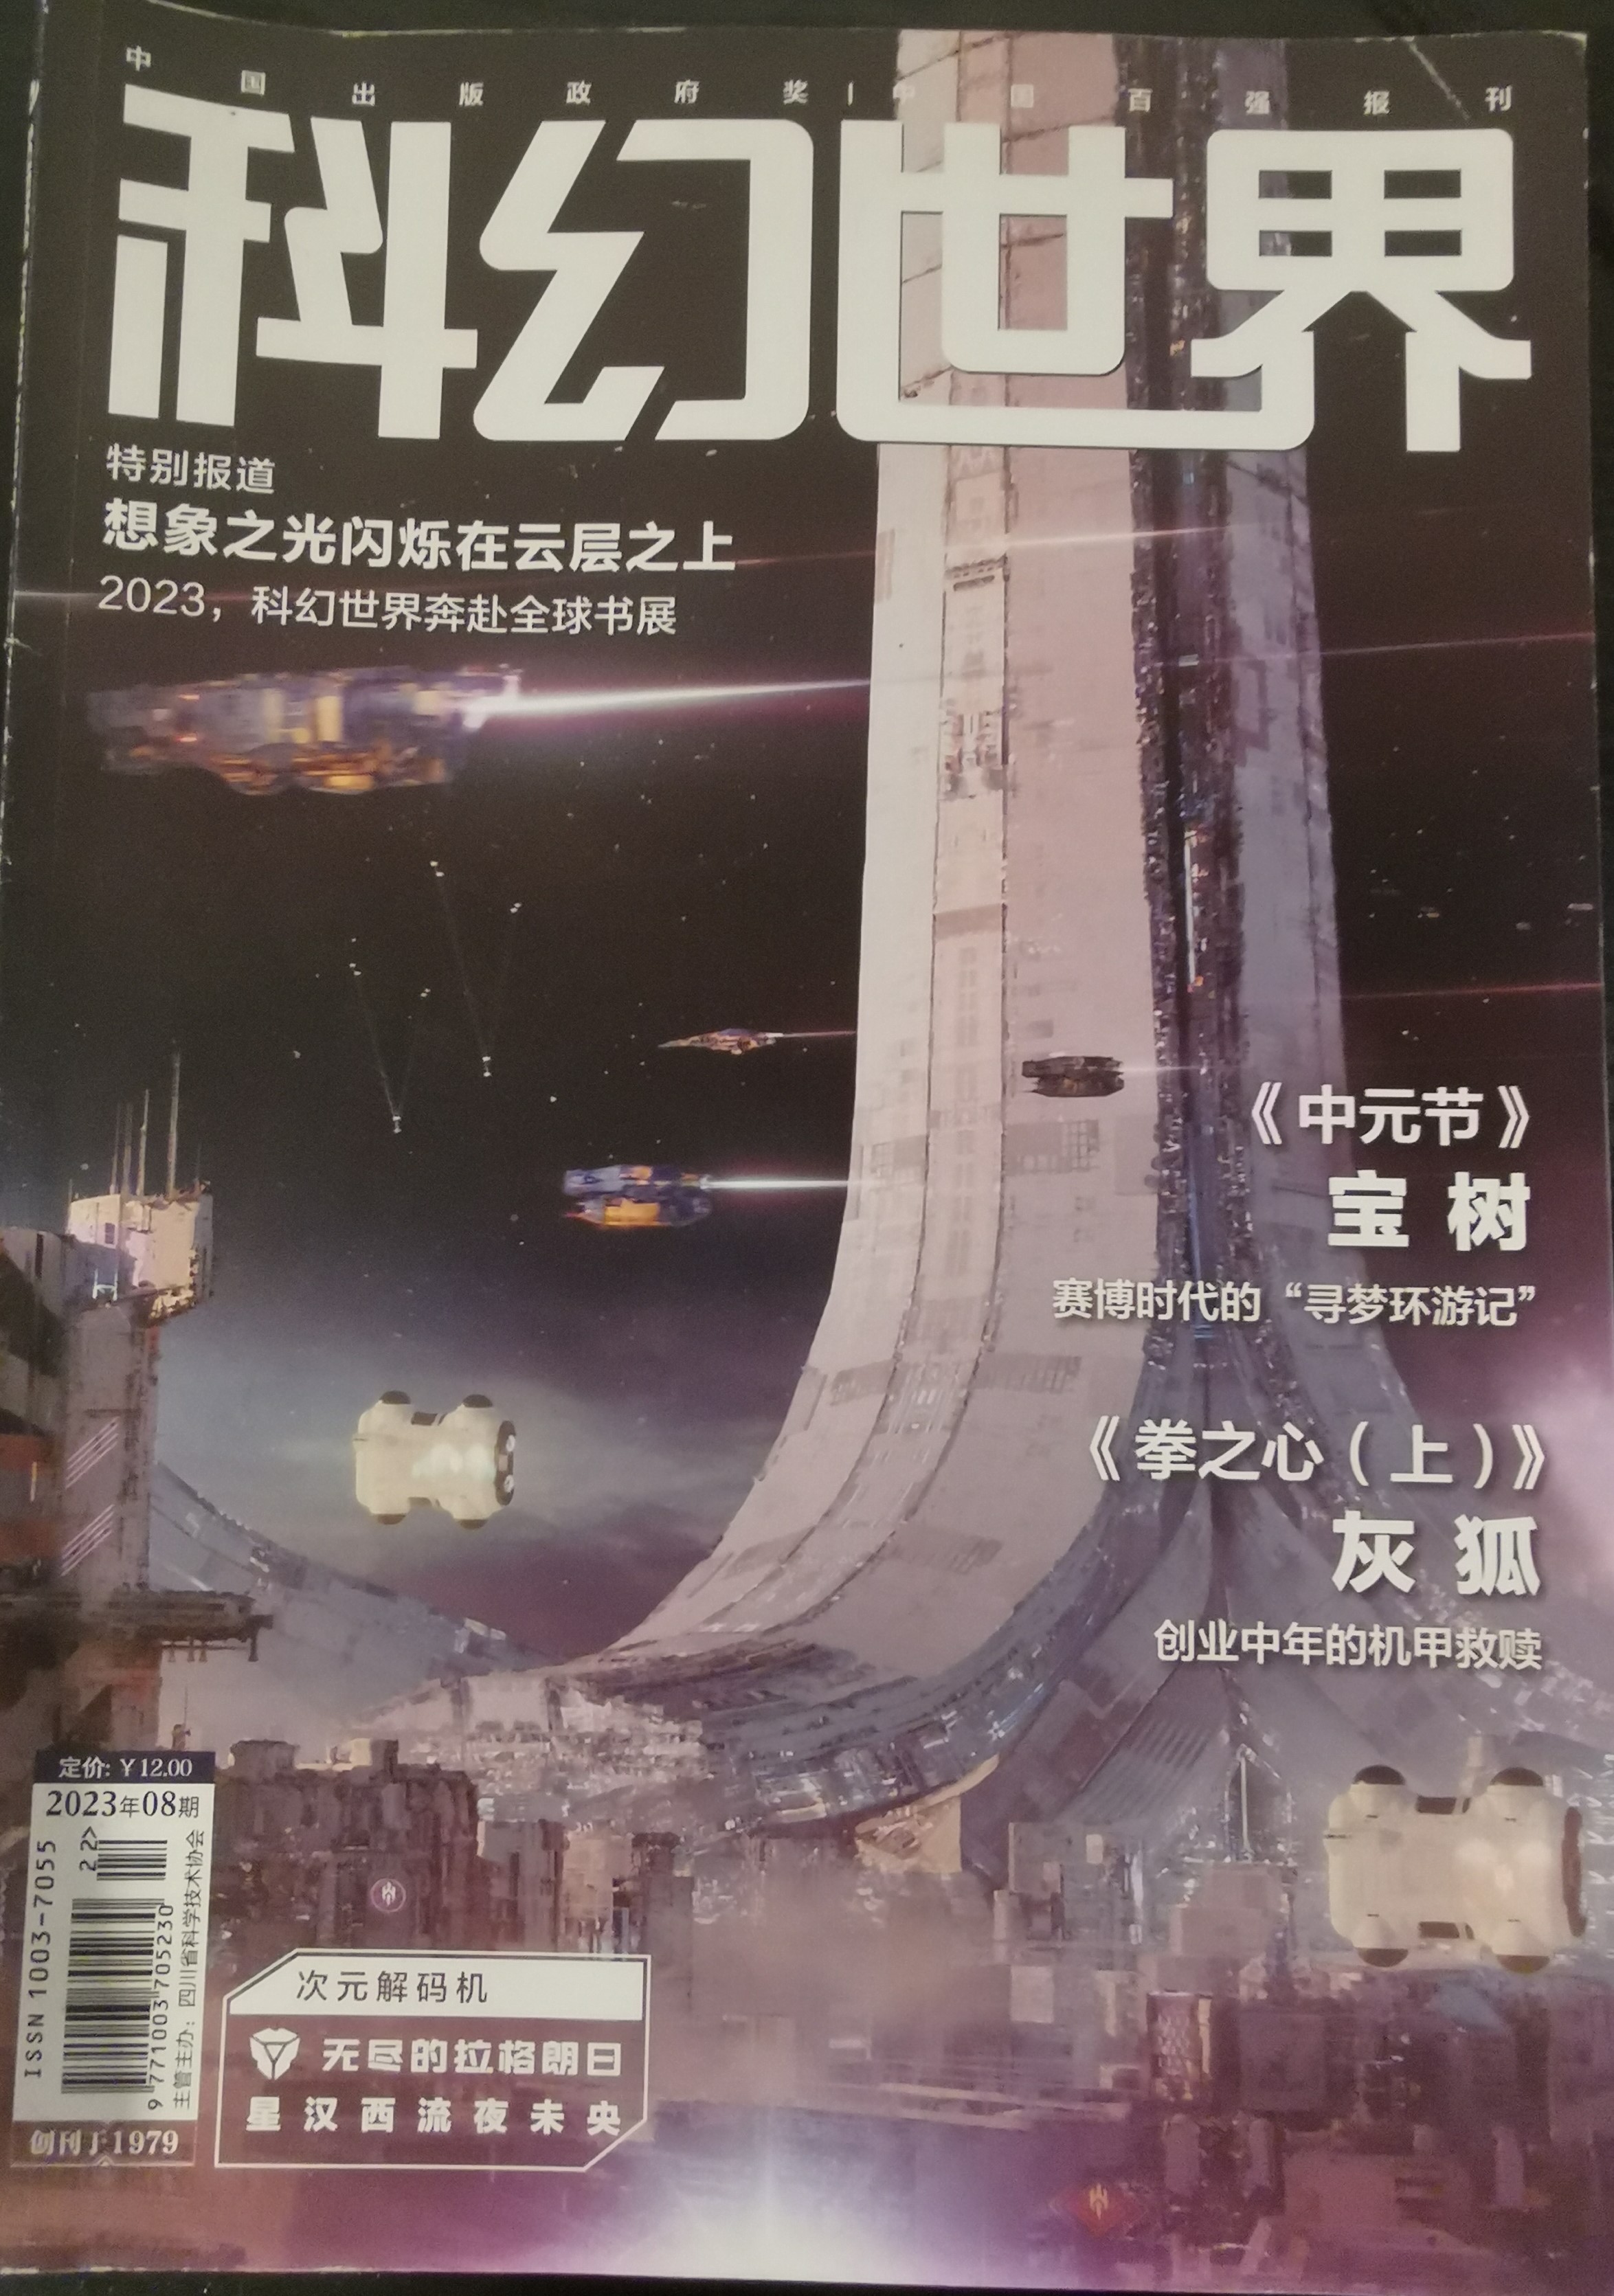 中国出版政府奖|中国百强报刊
科幻世界
特别报道
想象之光闪烁在云层之上
2023，科幻世界奔赴全球书展
《中元节》
宝树
赛博时代的“寻梦环游记”
《拳之心（上）》
灰狐
创业中年的机甲救赎
定价: ￥12.00
2023年08期
ISSN 1003-7055
22>
9 771003 705230
主管主办：四川省科学技术协会
创刊于1979
次元解码机
无尽的拉格朗日
星汉西流夜未央